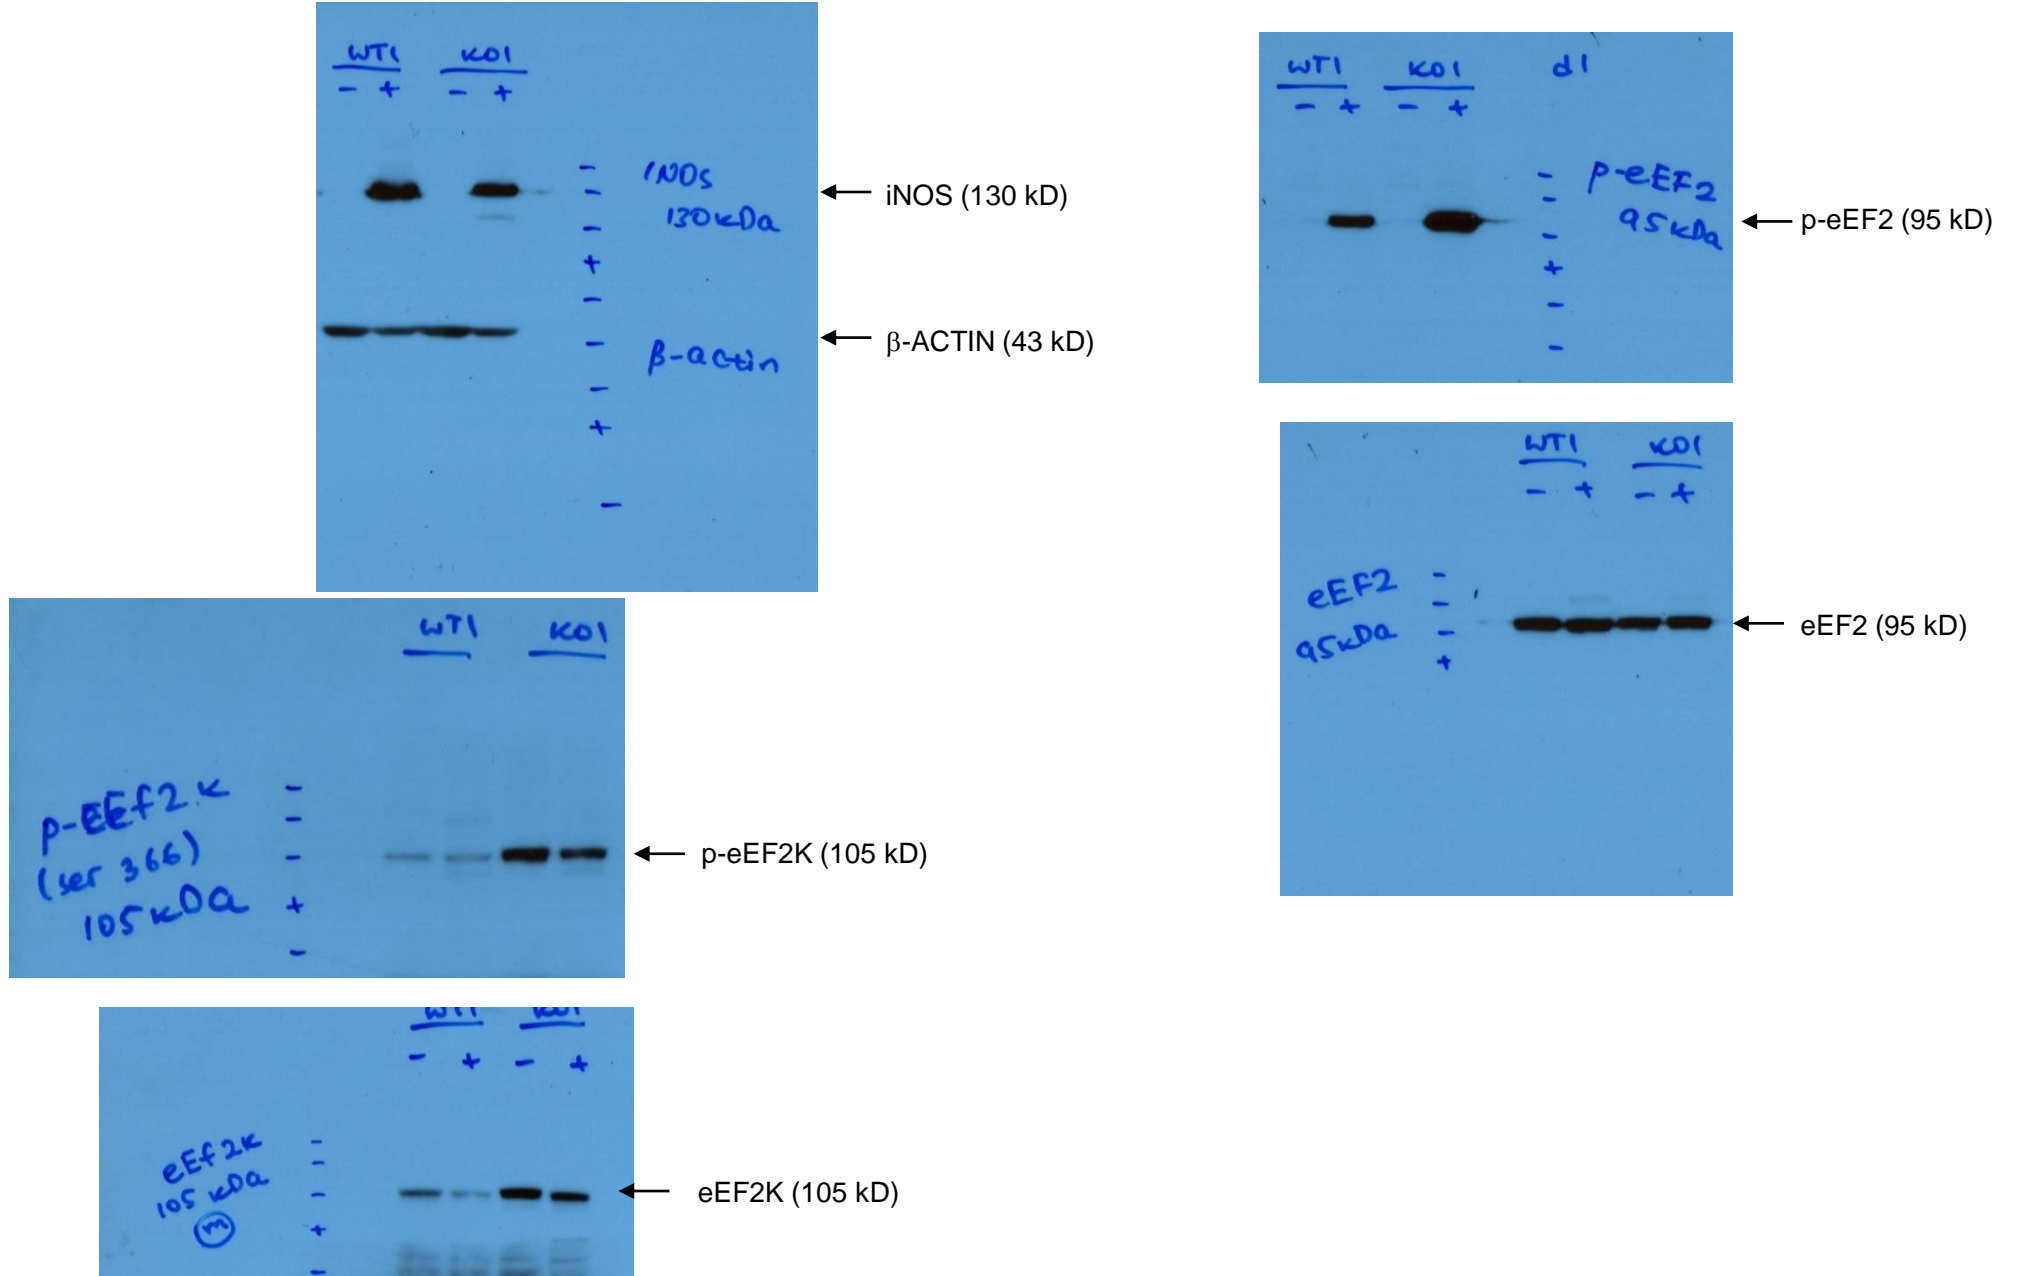 WT1 KO1
- + - +
iNOs
130kDa
β-actin
iNOS (130 kD)
β-ACTIN (43 kD)
WT1 KO1 d1
- + - +
p-eEF2
95kDa
p-eEF2 (95 kD)
WT1 KO1
- + - +
eEF2
95kDa
eEF2 (95 kD)
WT1 KO1
p-EEf2K
(ser 366)
105kDa
p-eEF2K (105 kD)
WT1 KO1
- + - +
eEf2K
105 kDa
m
eEF2K (105 kD)